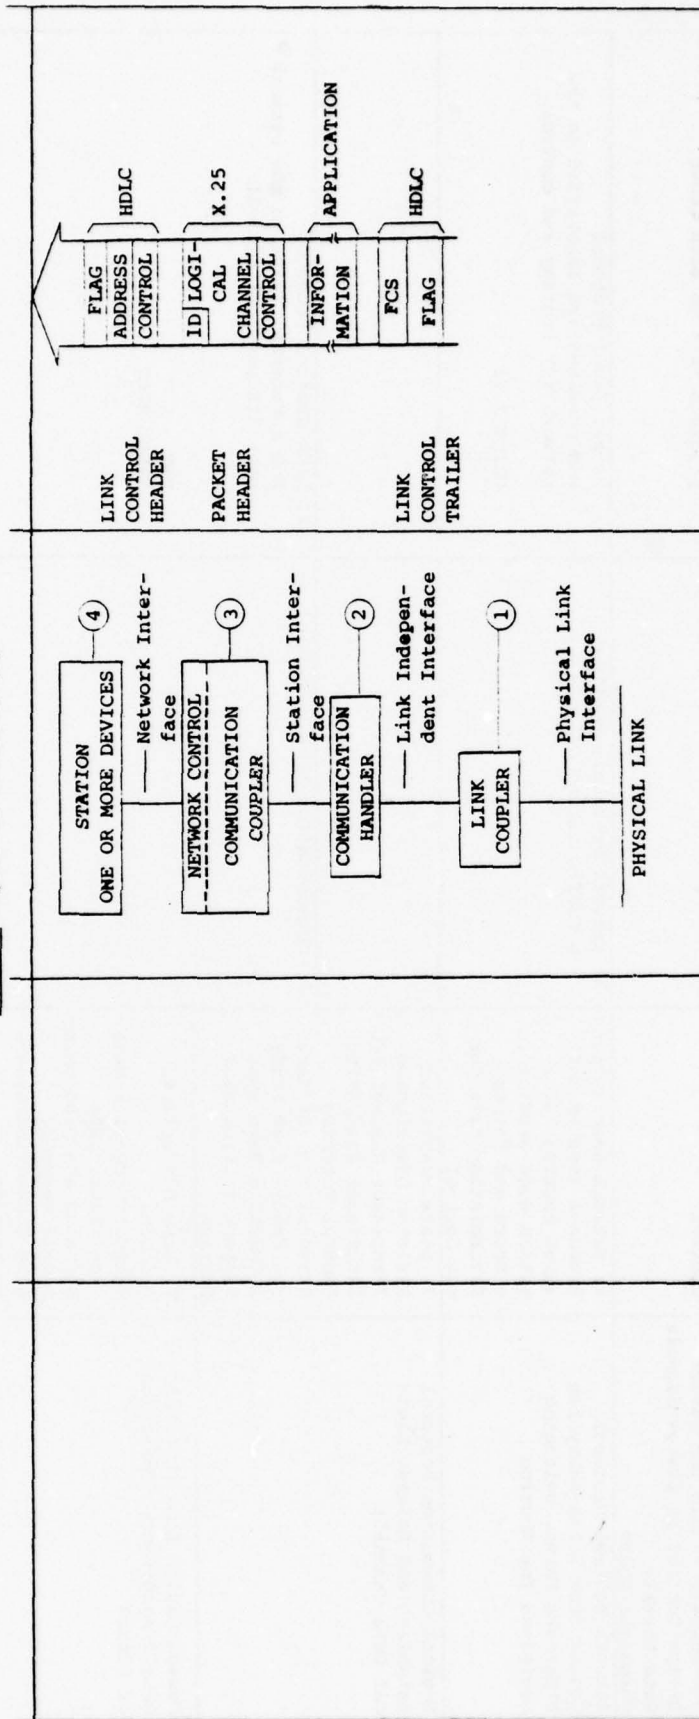 STATION
ONE OR MORE DEVICES
4
Network Inter-
face
NETWORK CONTROL
COMMUNICATION
COUPLER
3
Station Inter-
face
COMMUNICATION
HANDLER
2
Link Indepen-
dent Interface
LINK
COUPLER
1
Physical Link
Interface
PHYSICAL LINK
LINK
CONTROL
HEADER
PACKET
HEADER
LINK
CONTROL
TRAILER
FLAG
ADDRESS
CONTROL
HDLC
ID LOGI-
CAL
CHANNEL
CONTROL
X.25
INFOR-
MATION
APPLICATION
FCS
FLAG
HDLC